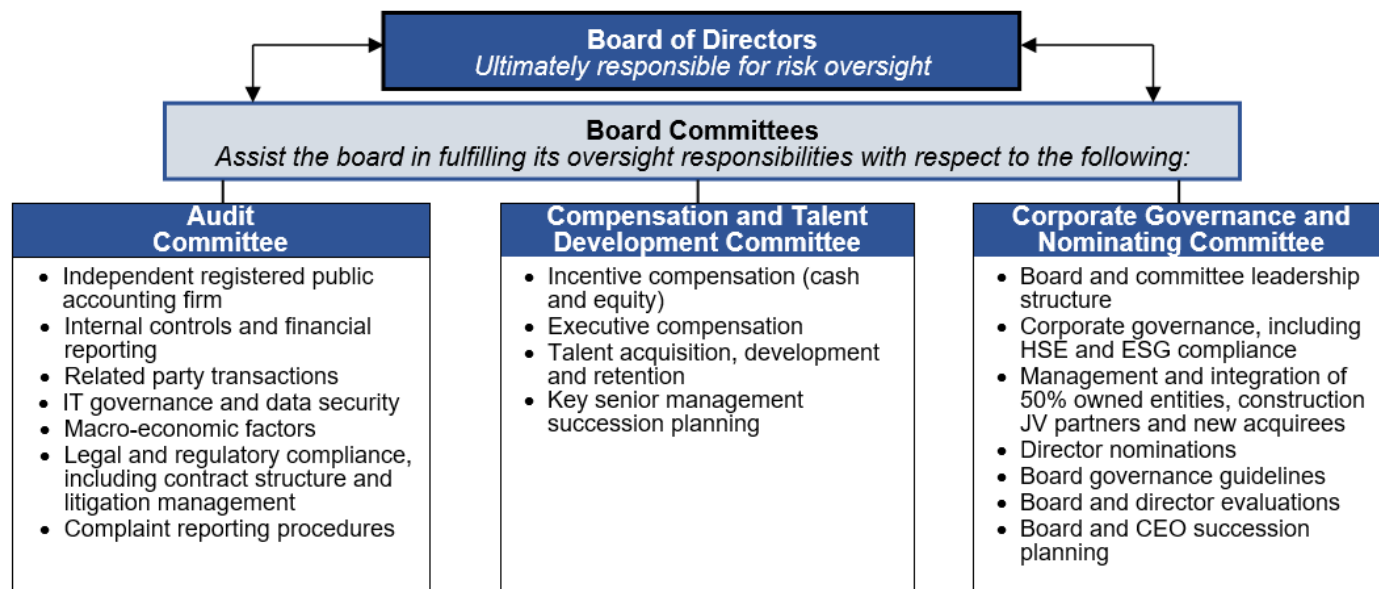 Board of Directors
Ultimately responsible for risk oversight
Board Committees
Assist the board in fulfilling its oversight responsibilities with respect to the following:
Audit
Committee
• Independent registered public
accounting firm
• Internal controls and financial
reporting
• Related party transactions
• IT governance and data security
• Macro-economic factors
• Legal and regulatory compliance,
including contract structure and
litigation management
• Complaint reporting procedures
Compensation and Talent
Development Committee
• Incentive compensation (cash
and equity)
• Executive compensation
• Talent acquisition, development
and retention
• Key senior management
succession planning
Corporate Governance and
Nominating Committee
• Board and committee leadership
structure
• Corporate governance, including
HSE and ESG compliance
• Management and integration of
50% owned entities, construction
JV partners and new acquirees
• Director nominations
• Board governance guidelines
• Board and director evaluations
• Board and CEO succession
planning